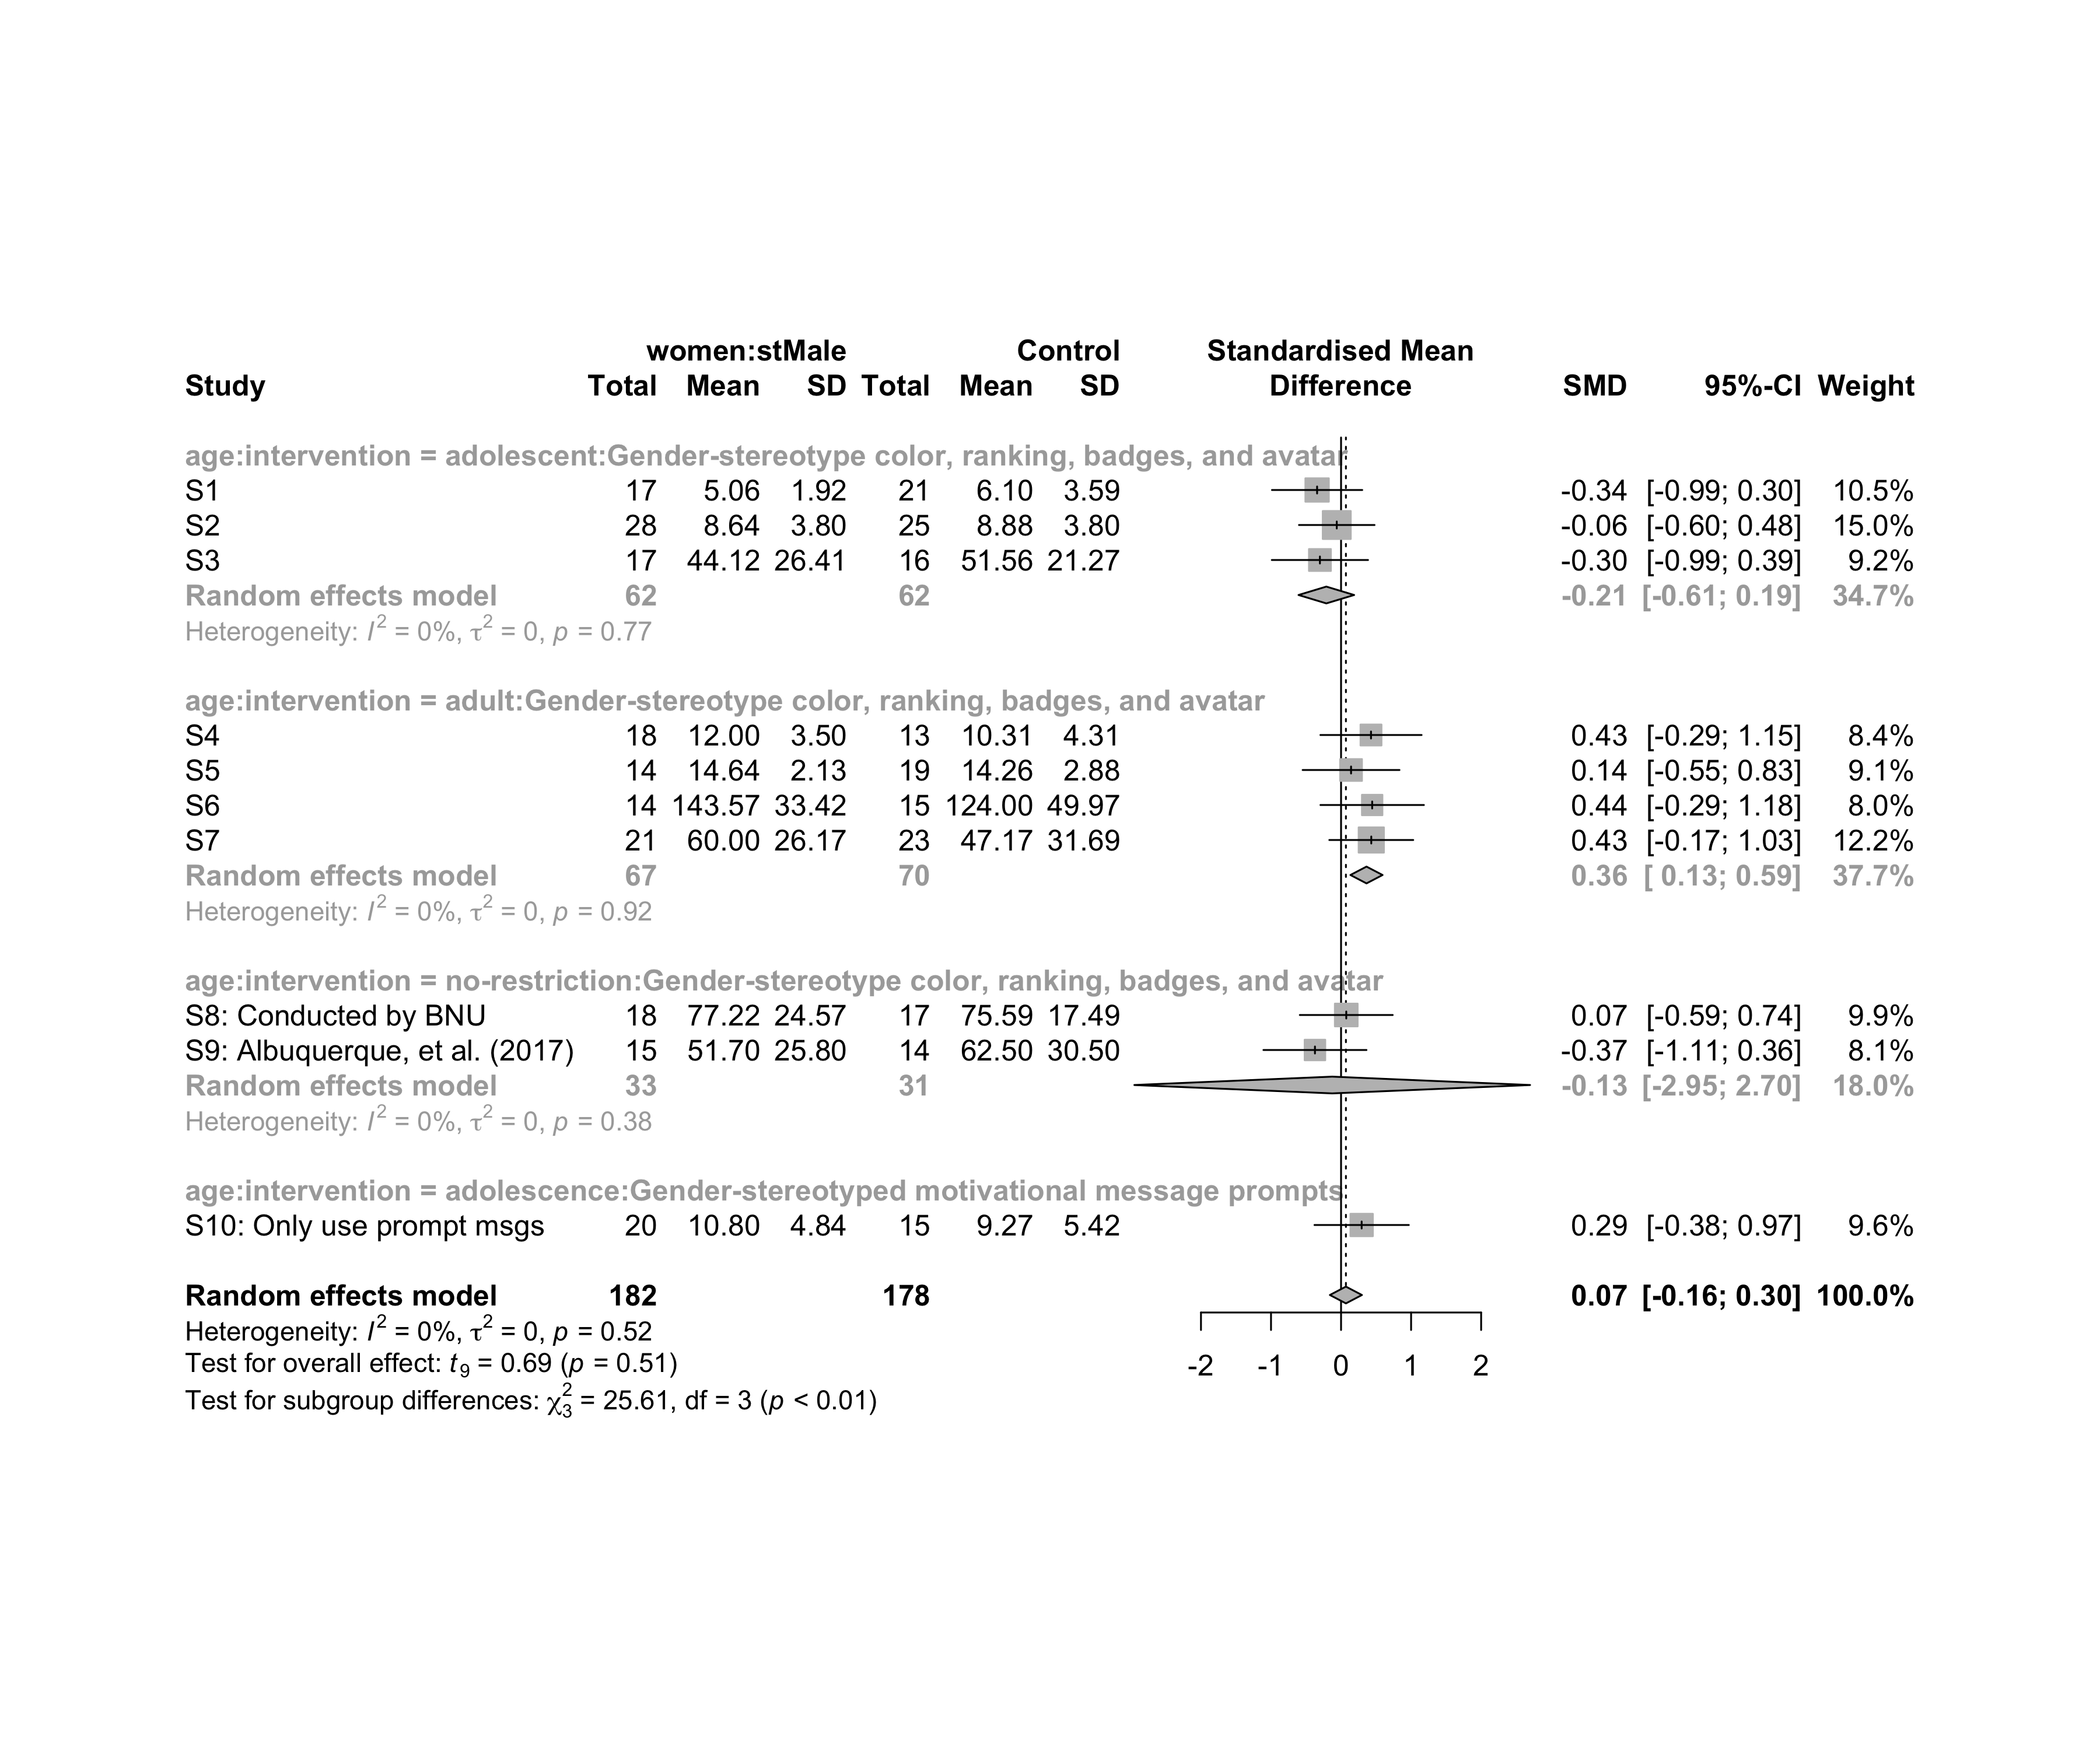 women:stMale Control Standardised Mean
Study Total Mean SD Total Mean SD Difference SMD 95%-CI Weight
age:intervention = adolescent:Gender-stereotype color, ranking, badges, and avatar
S1 17 5.06 1.92 21 6.10 3.59 -0.34 [-0.99; 0.30] 10.5%
S2 28 8.64 3.80 25 8.88 3.80 -0.06 [-0.60; 0.48] 15.0%
S3 17 44.12 26.41 16 51.56 21.27 -0.30 [-0.99; 0.39] 9.2%
Random effects model 62 62 -0.21 [-0.61; 0.19] 34.7%
Heterogeneity: I² = 0%, τ² = 0, p = 0.77
age:intervention = adult:Gender-stereotype color, ranking, badges, and avatar
S4 18 12.00 3.50 13 10.31 4.31 0.43 [-0.29; 1.15] 8.4%
S5 14 14.64 2.13 19 14.26 2.88 0.14 [-0.55; 0.83] 9.1%
S6 14 143.57 33.42 15 124.00 49.97 0.44 [-0.29; 1.18] 8.0%
S7 21 60.00 26.17 23 47.17 31.69 0.43 [-0.17; 1.03] 12.2%
Random effects model 67 70 0.36 [ 0.13; 0.59] 37.7%
Heterogeneity: I² = 0%, τ² = 0, p = 0.92
age:intervention = no-restriction:Gender-stereotype color, ranking, badges, and avatar
S8: Conducted by BNU 18 77.22 24.57 17 75.59 17.49 0.07 [-0.59; 0.74] 9.9%
S9: Albuquerque, et al. (2017) 15 51.70 25.80 14 62.50 30.50 -0.37 [-1.11; 0.36] 8.1%
Random effects model 33 31 -0.13 [-2.95; 2.70] 18.0%
Heterogeneity: I² = 0%, τ² = 0, p = 0.38
age:intervention = adolescence:Gender-stereotyped motivational message prompts
S10: Only use prompt msgs 20 10.80 4.84 15 9.27 5.42 0.29 [-0.38; 0.97] 9.6%
Random effects model 182 178 0.07 [-0.16; 0.30] 100.0%
Heterogeneity: I² = 0%, τ² = 0, p = 0.52
Test for overall effect: t₉ = 0.69 (p = 0.51)
-2 -1 0 1 2
Test for subgroup differences: χ²₃ = 25.61, df = 3 (p < 0.01)